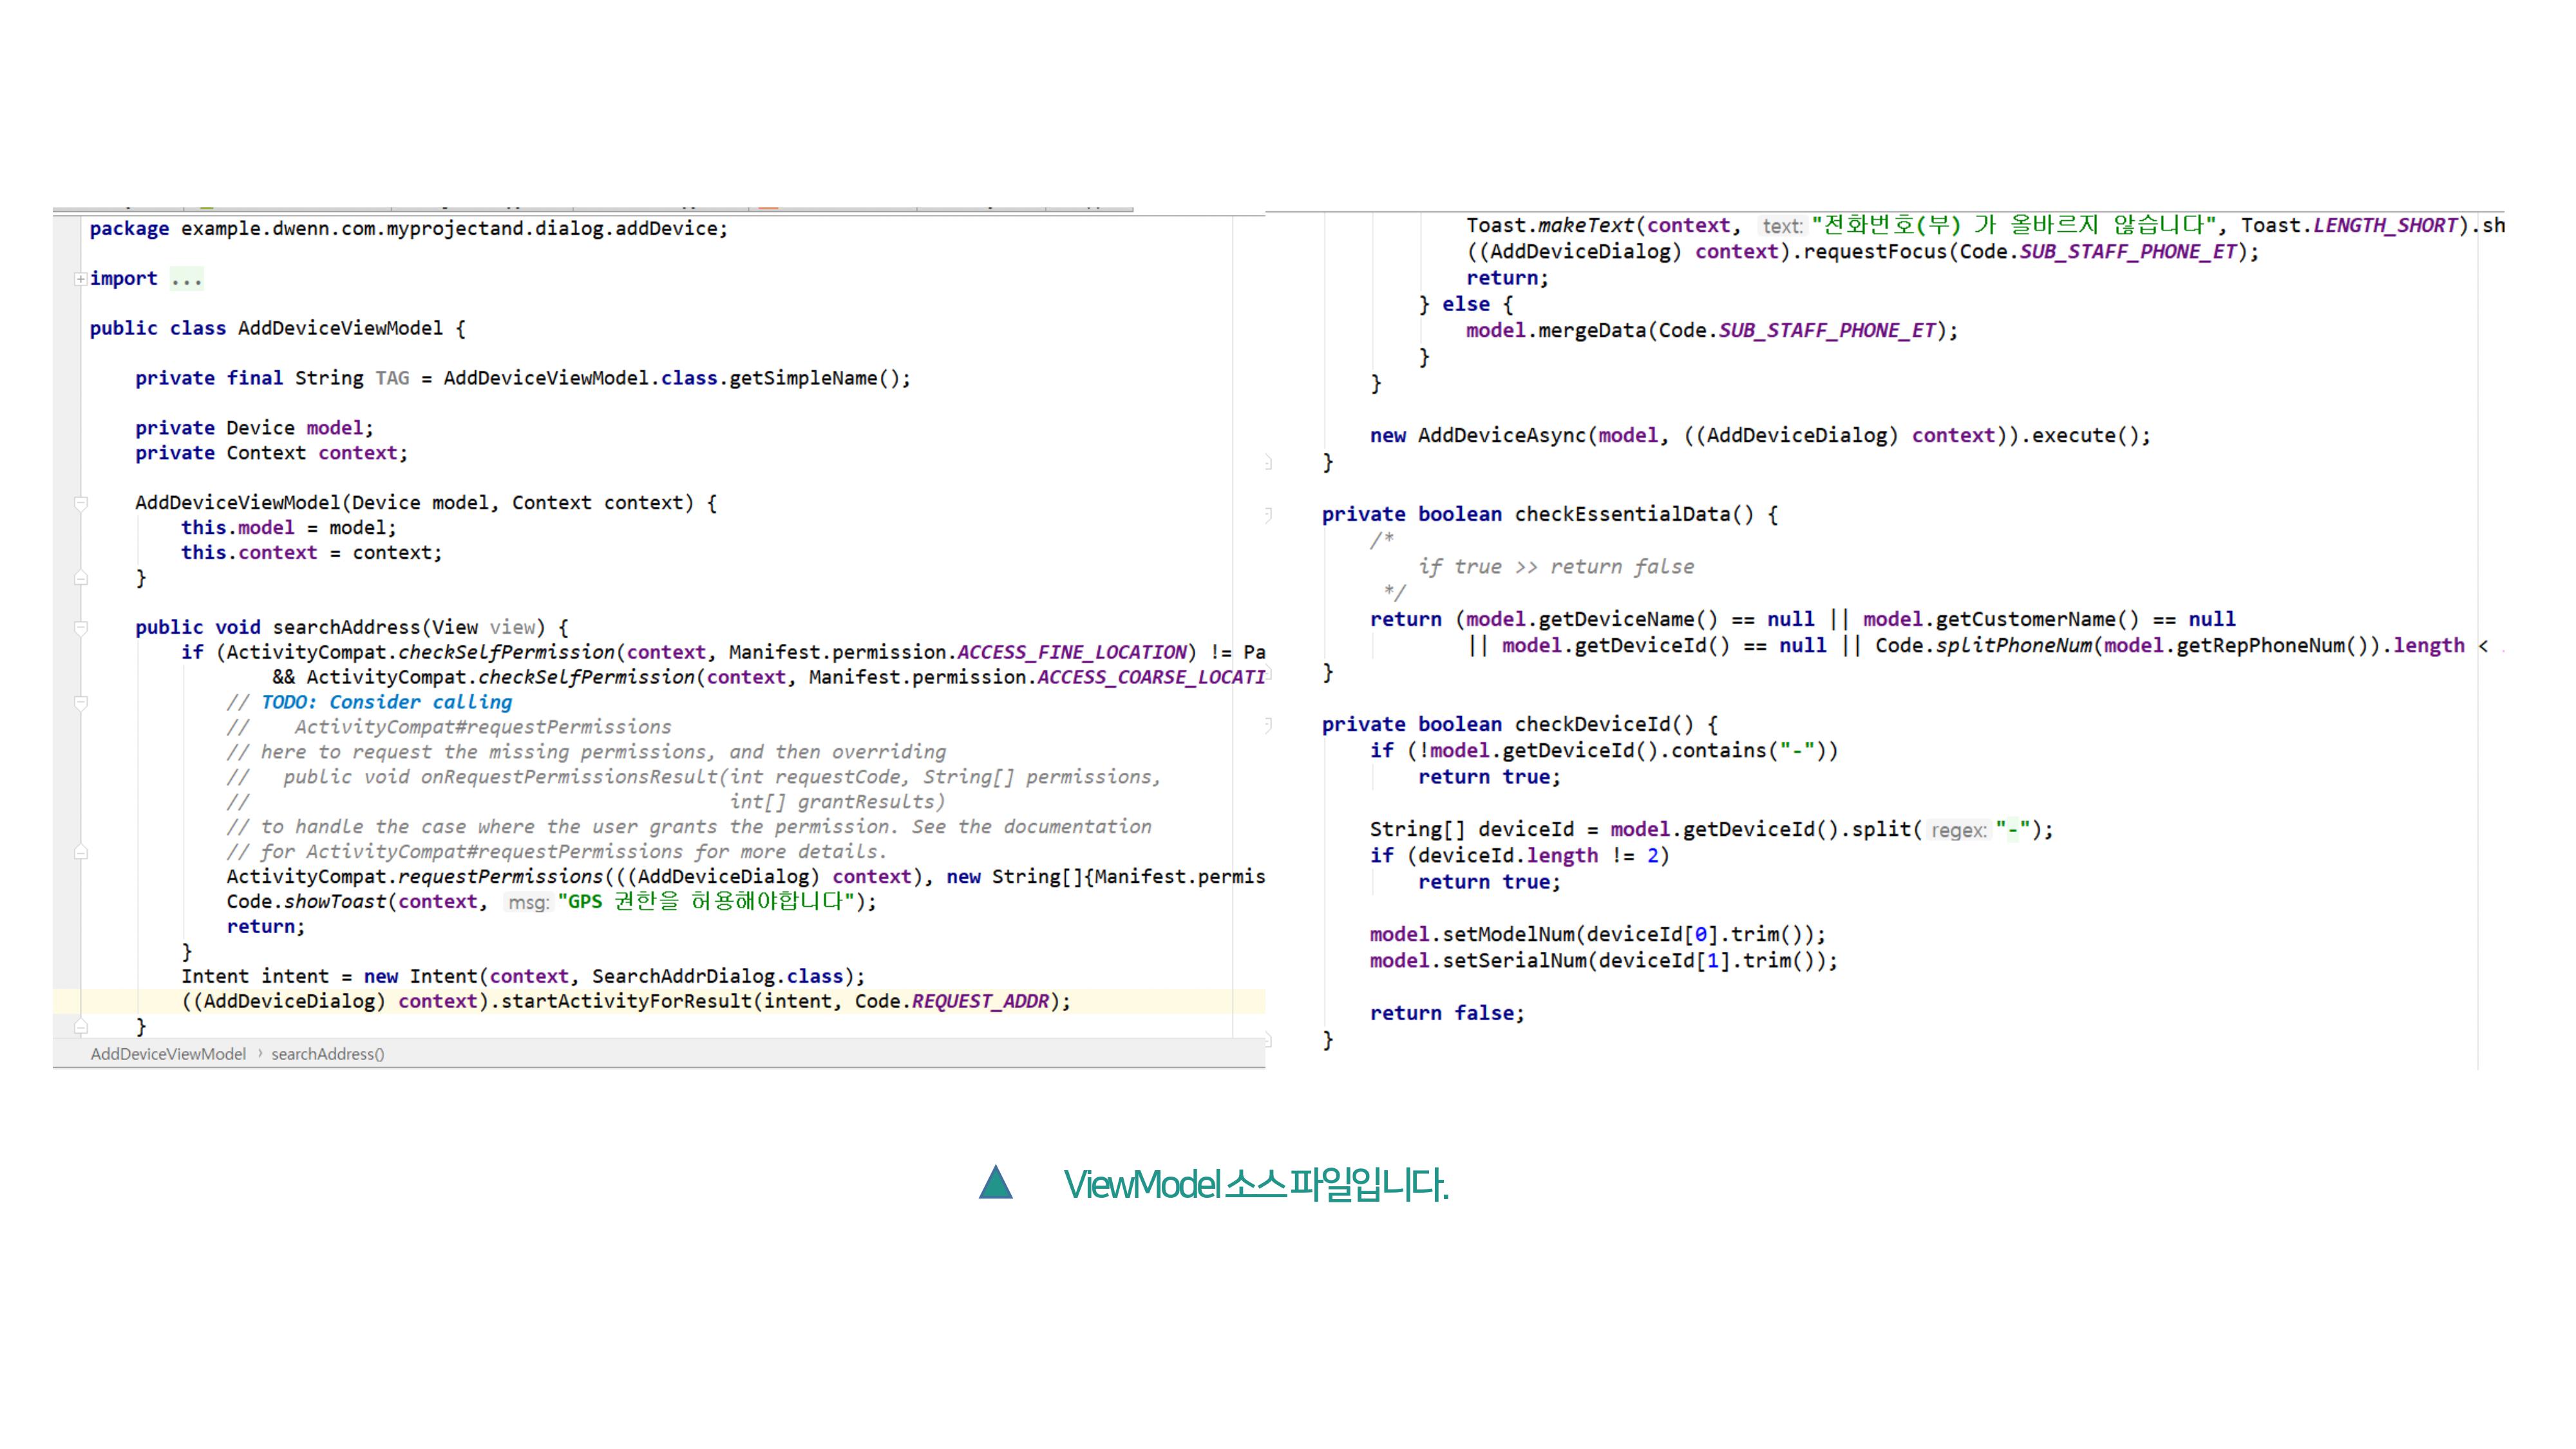 package example.dwenn.com.myprojectand.dialog.addDevice;
import ...
public class AddDeviceViewModel {
private final String TAG = AddDeviceViewModel.class.getSimpleName();
private Device model;
private Context context;
AddDeviceViewModel(Device model, Context context) {
this.model = model;
this.context = context;
}
public void searchAddress(View view) {
if (ActivityCompat.checkSelfPermission(context, Manifest.permission.ACCESS_FINE_LOCATION) != Pa
&& ActivityCompat.checkSelfPermission(context, Manifest.permission.ACCESS_COARSE_LOCATI
// TODO: Consider calling
// ActivityCompat#requestPermissions
// here to request the missing permissions, and then overriding
// public void onRequestPermissionsResult(int requestCode, String[] permissions,
// int[] grantResults)
// to handle the case where the user grants the permission. See the documentation
// for ActivityCompat#requestPermissions for more details.
ActivityCompat.requestPermissions(((AddDeviceDialog) context), new String[]{Manifest.permis
Code.showToast(context, msg: "GPS 권한을 허용해야합니다");
return;
}
Intent intent = new Intent(context, SearchAddrDialog.class);
((AddDeviceDialog) context).startActivityForResult(intent, Code.REQUEST_ADDR);
}
AddDeviceViewModel › searchAddress()
Toast.makeText(context, text: "전화번호(부) 가 올바르지 않습니다", Toast.LENGTH_SHORT).sh
((AddDeviceDialog) context).requestFocus(Code.SUB_STAFF_PHONE_ET);
return;
} else {
model.mergeData(Code.SUB_STAFF_PHONE_ET);
}
}
new AddDeviceAsync(model, ((AddDeviceDialog) context)).execute();
}
private boolean checkEssentialData() {
/*
if true >> return false
*/
return (model.getDeviceName() == null || model.getCustomerName() == null
|| model.getDeviceId() == null || Code.splitPhoneNum(model.getRepPhoneNum()).length <
}
private boolean checkDeviceId() {
if (!model.getDeviceId().contains("-"))
return true;
String[] deviceId = model.getDeviceId().split( regex: "-");
if (deviceId.length != 2)
return true;
model.setModelNum(deviceId[0].trim());
model.setSerialNum(deviceId[1].trim());
return false;
}
▲ ViewModel 소스 파일입니다.